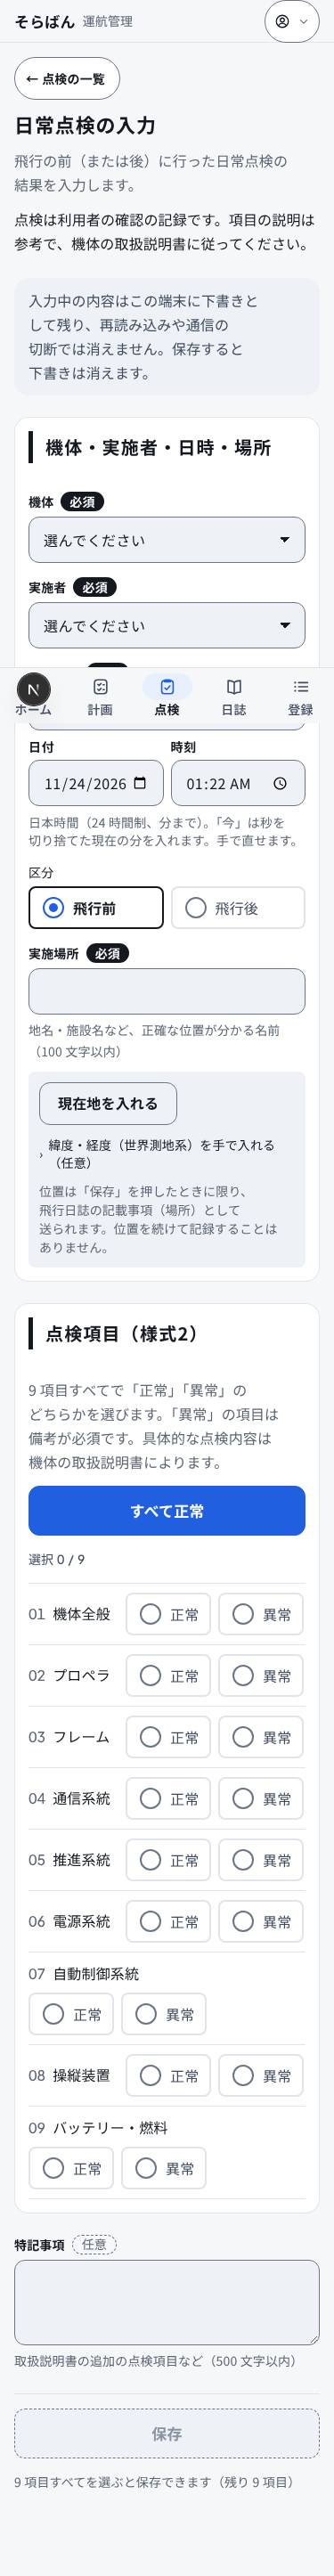 そらばん 運航管理
← 点検の一覧
日常点検の入力
飛行の前（または後）に行った日常点検の
結果を入力します。
点検は利用者の確認の記録です。項目の説明は
参考で、機体の取扱説明書に従ってください。
入力中の内容はこの端末に下書きと
して残り、再読み込みや通信の
切断では消えません。保存すると
下書きは消えます。
機体・実施者・日時・場所
機体 必須
選んでください
実施者 必須
選んでください
N
ホーム 計画 点検 日誌 登録
日付 時刻
11/24/2026 01:22 AM
日本時間（24 時間制、分まで）。「今」は秒を
切り捨てた現在の分を入れます。手で直せます。
区分
飛行前 飛行後
実施場所 必須
地名・施設名など、正確な位置が分かる名前
（100 文字以内）
現在地を入れる
› 緯度・経度（世界測地系）を手で入れる
（任意）
位置は「保存」を押したときに限り、
飛行日誌の記載事項（場所）として
送られます。位置を続けて記録することは
ありません。
点検項目（様式2）
9 項目すべてで「正常」「異常」の
どちらかを選びます。「異常」の項目は
備考が必須です。具体的な点検内容は
機体の取扱説明書によります。
すべて正常
選択 0 / 9
01 機体全般 正常 異常
02 プロペラ 正常 異常
03 フレーム 正常 異常
04 通信系統 正常 異常
05 推進系統 正常 異常
06 電源系統 正常 異常
07 自動制御系統
正常 異常
08 操縦装置 正常 異常
09 バッテリー・燃料
正常 異常
特記事項 任意
取扱説明書の追加の点検項目など（500 文字以内）
保存
9 項目すべてを選ぶと保存できます（残り 9 項目）